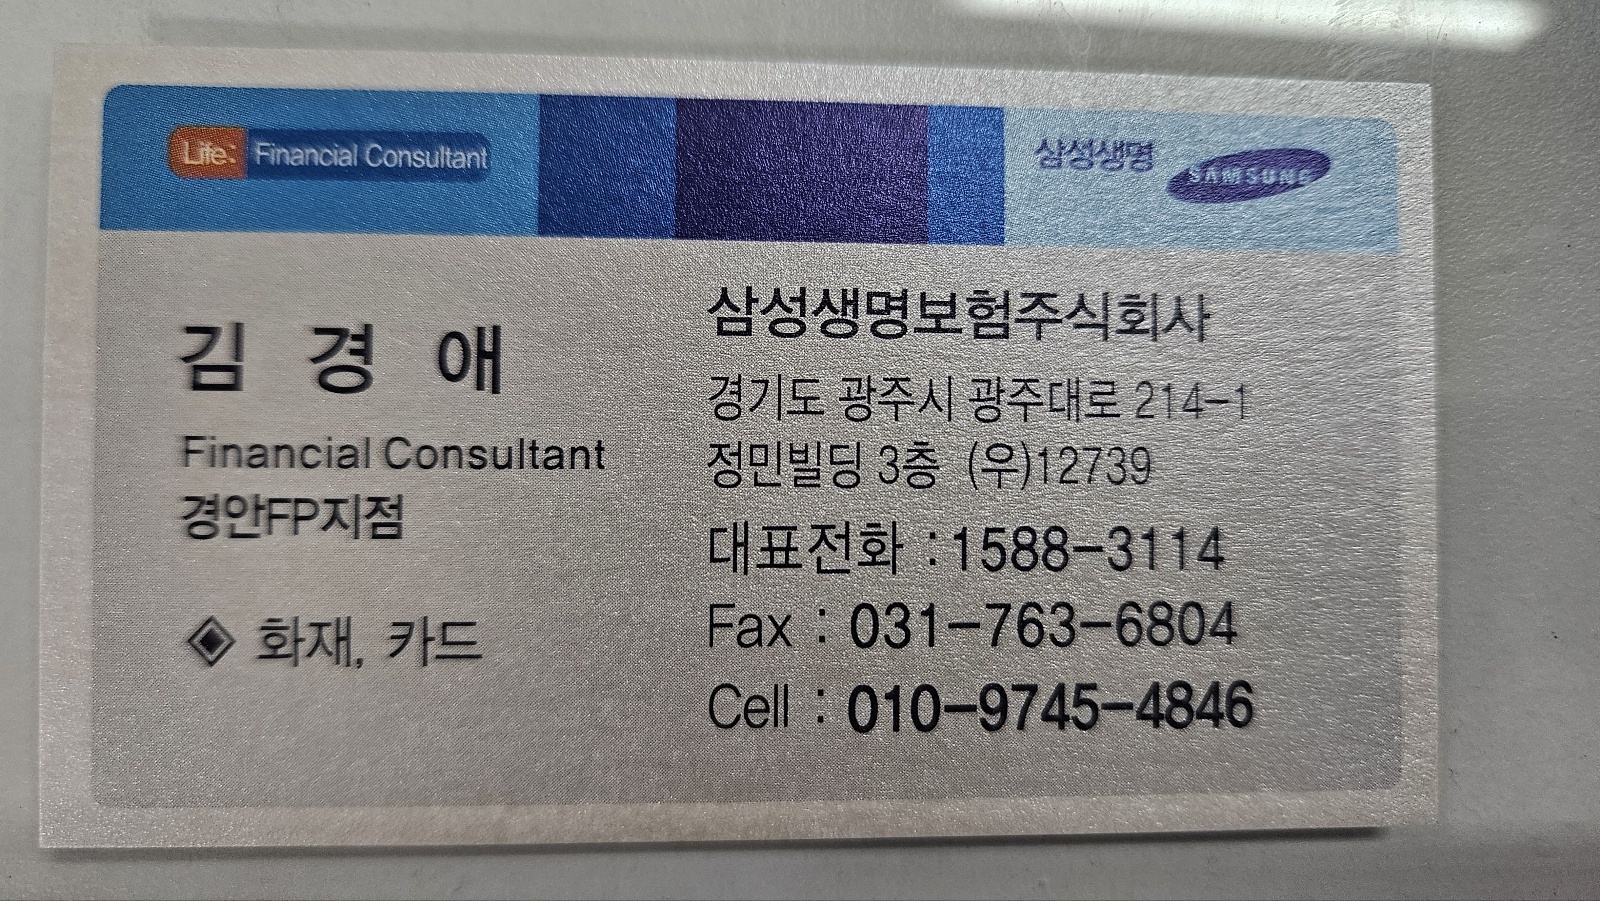 Life: Financial Consultant
삼성생명 SAMSUNG
김 경 애
Financial Consultant
경안FP지점
◈ 화재, 카드
삼성생명보험주식회사
경기도 광주시 광주대로 214-1
정민빌딩 3층 (우)12739
대표전화 : 1588-3114
Fax : 031-763-6804
Cell : 010-9745-4846